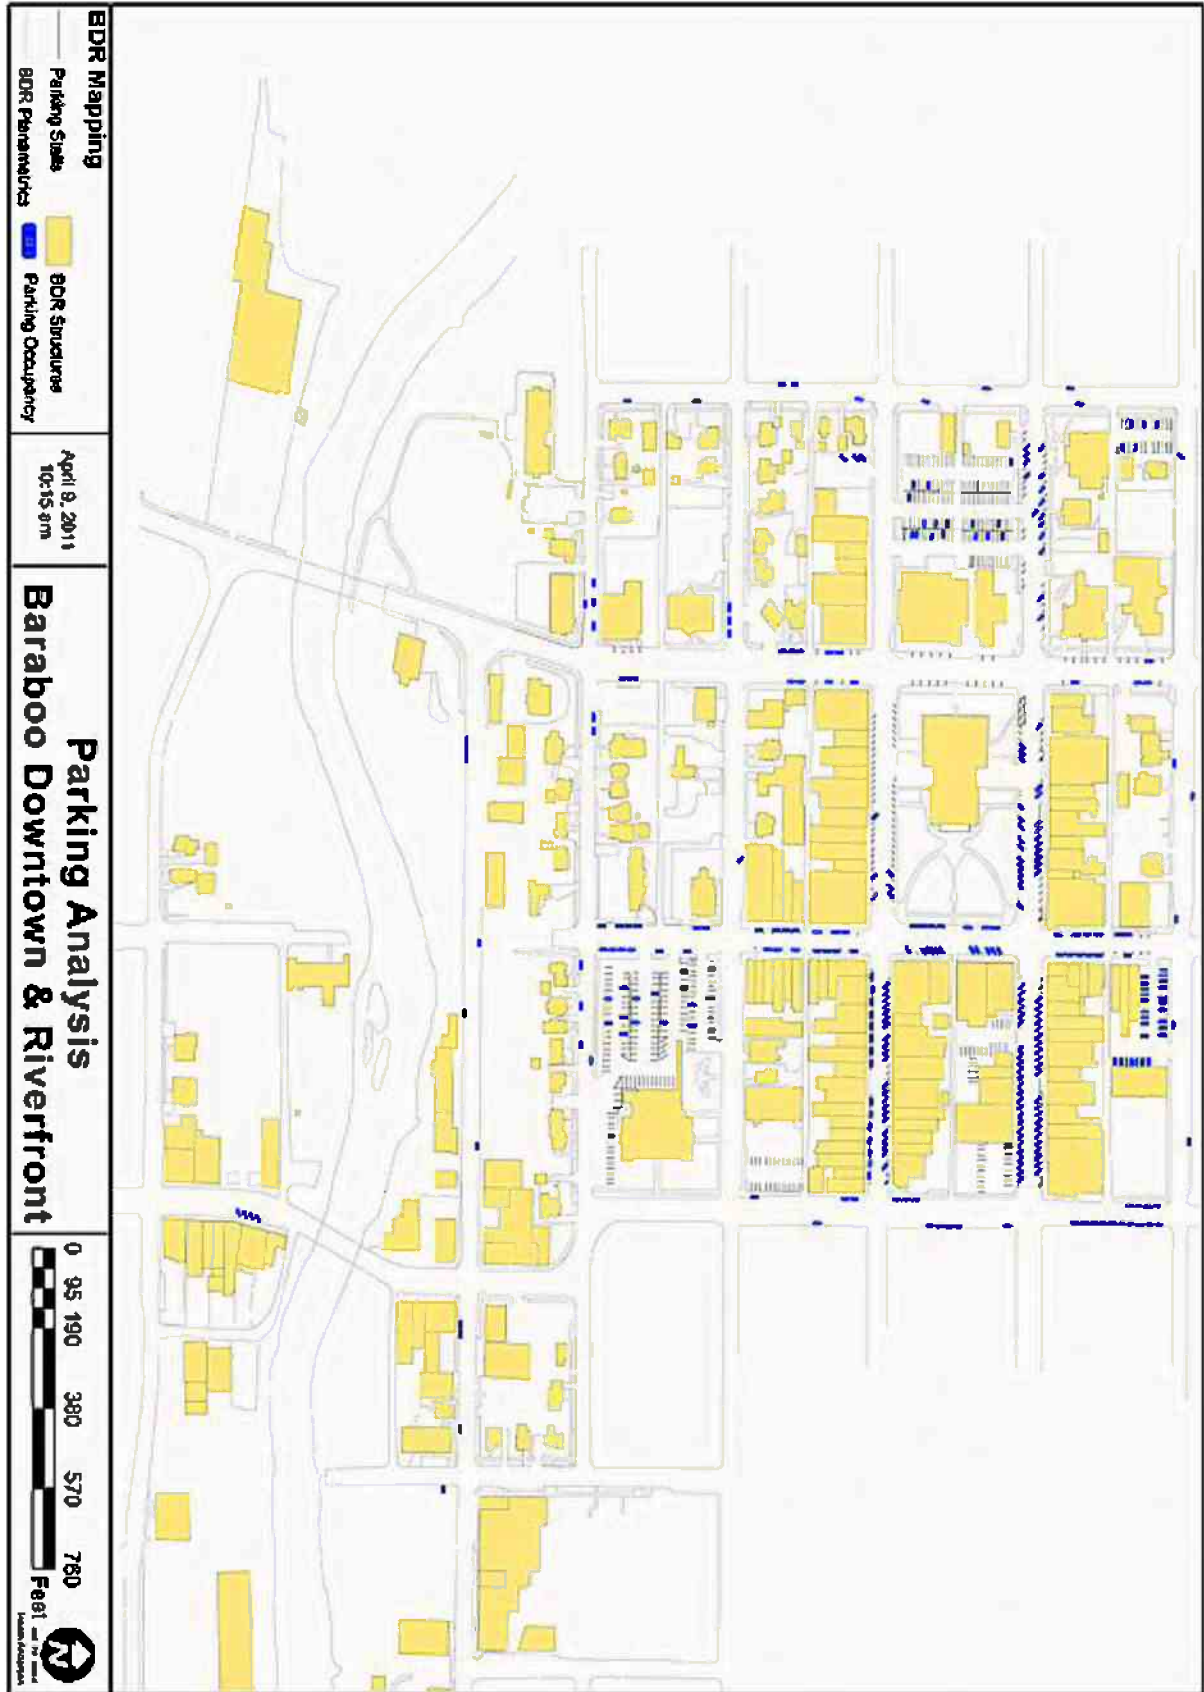 BDR Mapping
Parking Stalls
BDR Structures
BDR Planametrics
Parking Occupancy
April 9, 2011
10:15 am
Parking Analysis
Baraboo Downtown & Riverfront
0 95 190 380 570 760
Feet
N